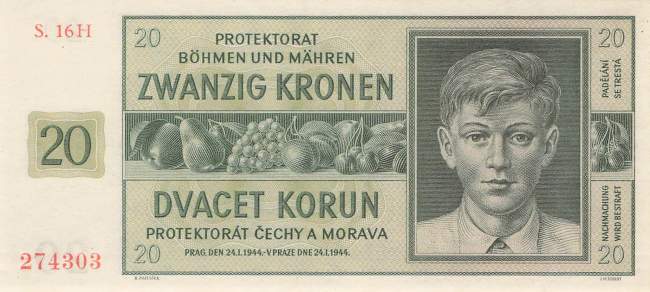 S. 16H
20
PROTEKTORAT
BÖHMEN UND MÄHREN
ZWANZIG KRONEN
20
20
DVACET KORUN
PROTEKTORÁT ČECHY A MORAVA
PRAG, DEN 24.I.1944.-V PRAZE DNE 24.I.1944.
20
274303
PADĚLÁNÍ
SE TRESTÁ
NACHMACHUNG
WIRD BESTRAFT
20